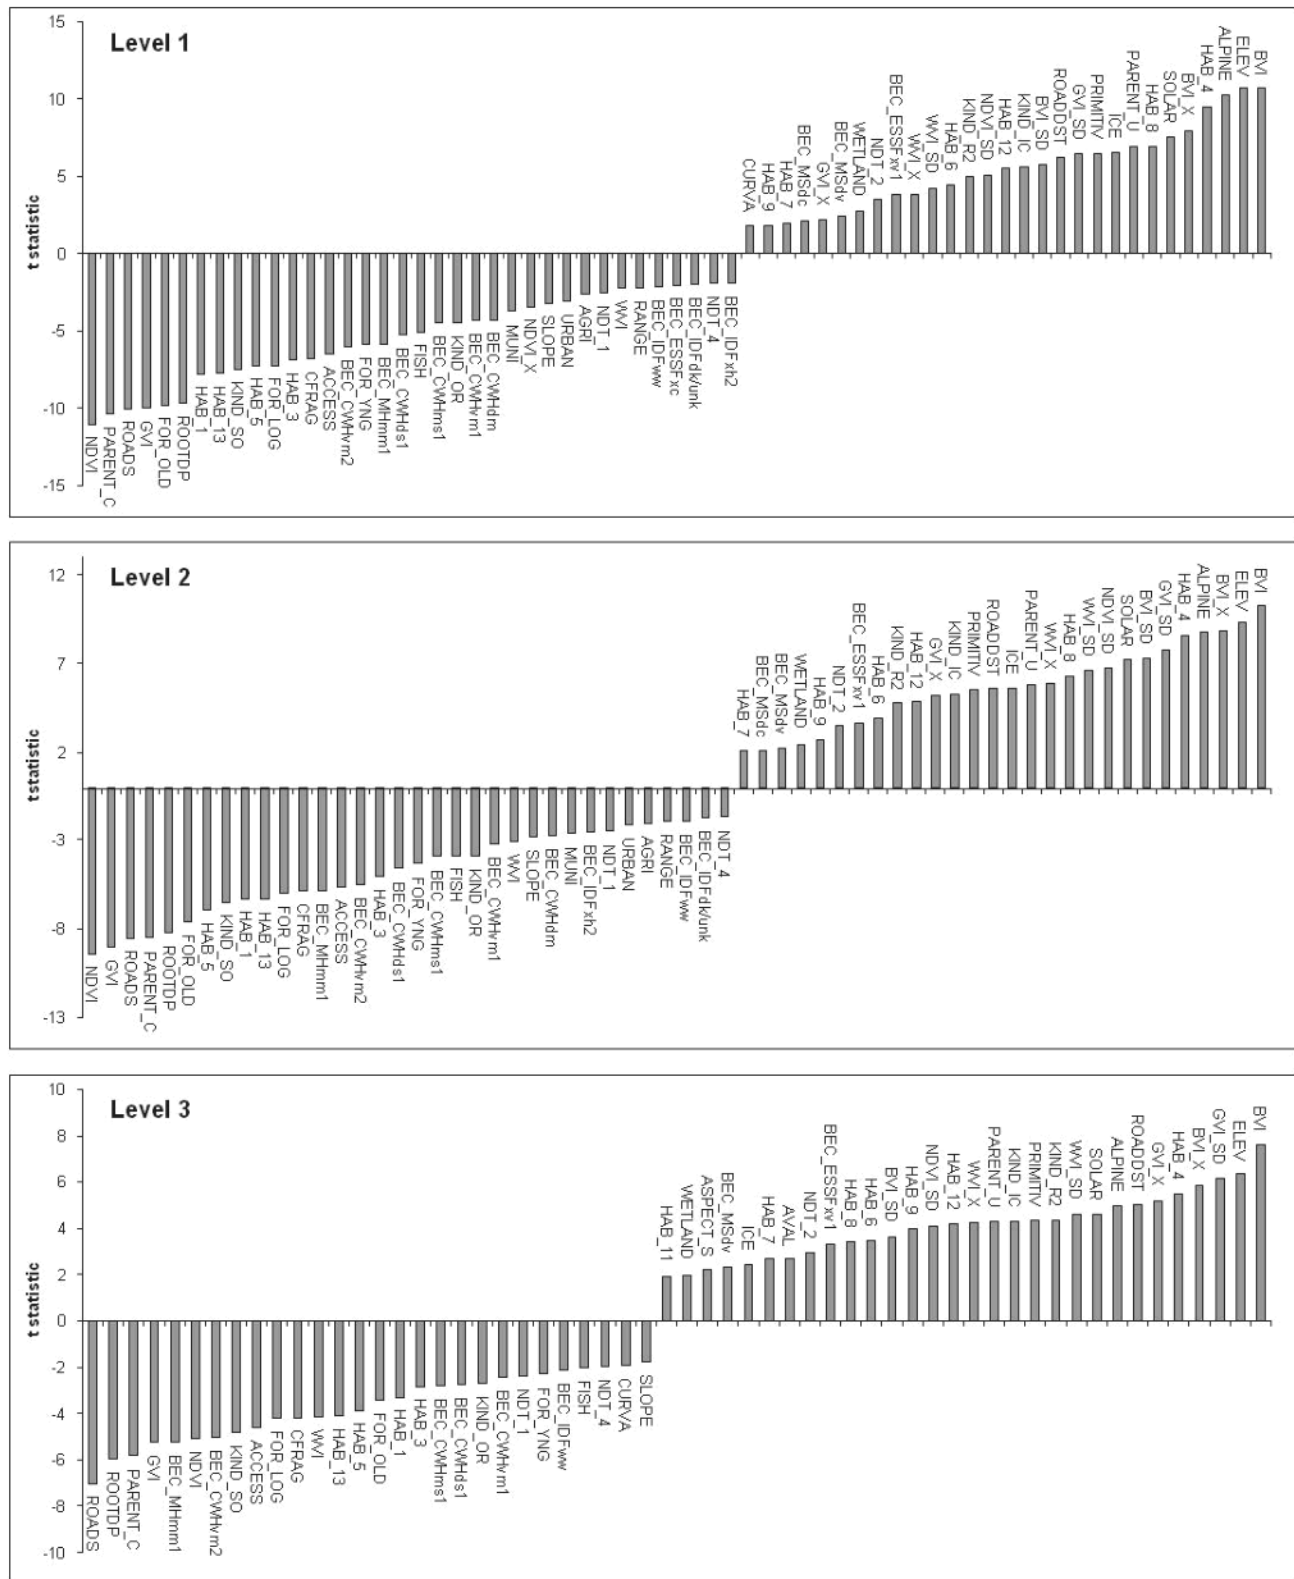 Level 1
t statistic
15
10
5
0
-5
-10
-15
NDVI
PARENT_C
ROADS
GVI
FOR_OLD
ROOTDP
HAB_1
HAB_13
KIND_SO
HAB_5
FOR_LOG
HAB_3
CFRAG
ACCESS
BEC_CWHvm2
FOR_YNG
BEC_MHmm1
BEC_CWHds1
FISH
BEC_CWHms1
KIND_OR
BEC_CWHvm1
BEC_CWHdm
MUNI
NDVI_X
SLOPE
URBAN
AGRI
NDT_1
WVI
RANGE
BEC_IDFww
BEC_ESSFxc
BEC_IDFdk/unk
NDT_4
BEC_IDFxh2
CURVA
HAB_9
HAB_7
BEC_MSdc
GVI_X
BEC_MSdv
WETLAND
NDT_2
BEC_ESSFxv1
WVI_X
WVI_SD
HAB_6
KIND_R2
NDVI_SD
HAB_12
KIND_IC
BVI_SD
ROADDST
GVI_SD
PRIMITIV
ICE
PARENT_U
HAB_8
SOLAR
BVI_X
HAB_4
ALPINE
ELEV
BVI
Level 2
t statistic
12
7
2
-3
-8
-13
NDVI
GVI
ROADS
PARENT_C
ROOTDP
FOR_OLD
HAB_5
KIND_SO
HAB_1
HAB_13
FOR_LOG
CFRAG
BEC_MHmm1
ACCESS
BEC_CWHvm2
HAB_3
BEC_CWHds1
FOR_YNG
BEC_CWHms1
FISH
KIND_OR
BEC_CWHvm1
WVI
SLOPE
BEC_CWHdm
MUNI
BEC_IDFxh2
NDT_1
URBAN
AGRI
RANGE
BEC_IDFww
BEC_IDFdk/unk
NDT_4
HAB_7
BEC_MSdc
BEC_MSdv
WETLAND
HAB_9
NDT_2
BEC_ESSFxv1
HAB_6
KIND_R2
HAB_12
GVI_X
KIND_IC
PRIMITIV
ROADDST
ICE
PARENT_U
WVI_X
HAB_8
WVI_SD
NDVI_SD
SOLAR
BVI_SD
GVI_SD
HAB_4
ALPINE
BVI_X
ELEV
BVI
Level 3
t statistic
10
8
6
4
2
0
-2
-4
-6
-8
-10
ROADS
ROOTDP
PARENT_C
GVI
BEC_MHmm1
NDVI
BEC_CWHvm2
KIND_SO
ACCESS
FOR_LOG
CFRAG
WVI
HAB_13
HAB_5
FOR_OLD
HAB_1
HAB_3
BEC_CWHms1
BEC_CWHds1
KIND_OR
BEC_CWHvm1
NDT_1
FOR_YNG
BEC_IDFww
FISH
NDT_4
CURVA
SLOPE
HAB_11
WETLAND
ASPECT_S
BEC_MSdv
ICE
HAB_7
AVAL
NDT_2
BEC_ESSFxv1
HAB_8
HAB_6
BVI_SD
HAB_9
NDVI_SD
HAB_12
WVI_X
PARENT_U
KIND_IC
PRIMITIV
KIND_R2
WVI_SD
SOLAR
ALPINE
ROADDST
GVI_X
HAB_4
BVI_X
GVI_SD
ELEV
BVI